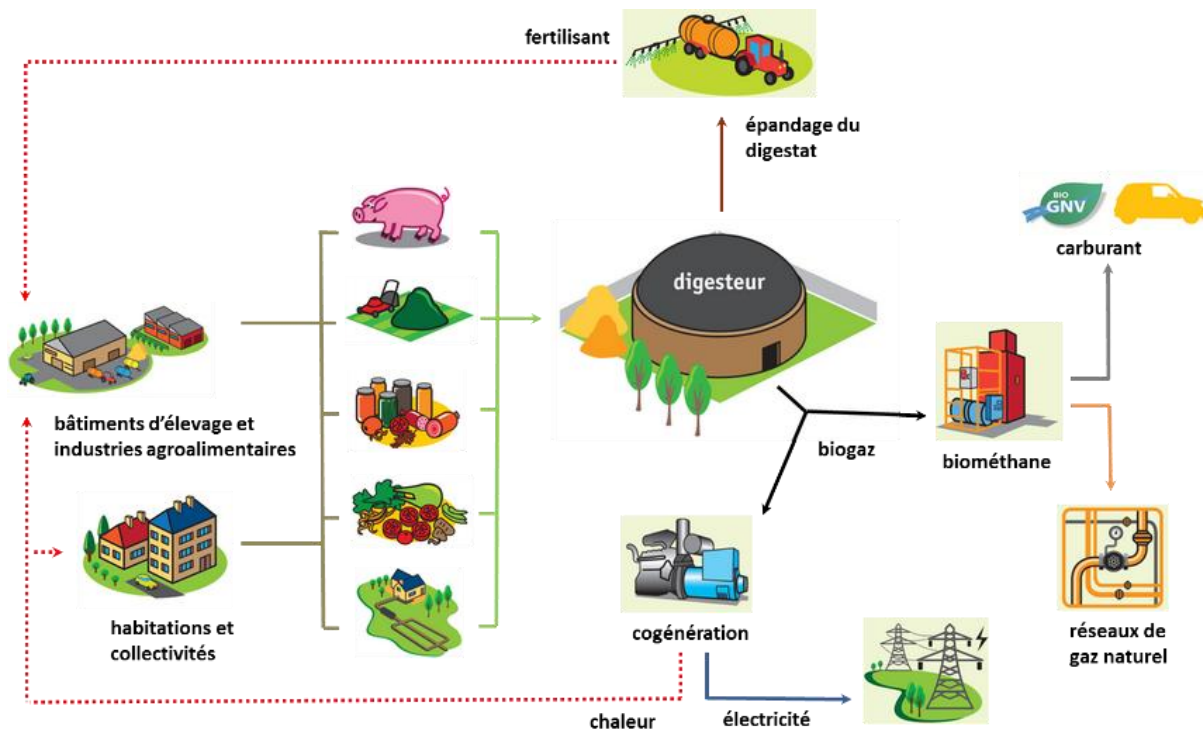 fertilisant
épandage du
digestat
BIO
GNV
carburant
digesteur
bâtiments d'élevage et
industries agroalimentaires
biogaz
biométhane
habitations et
collectivités
cogénération
réseaux de
gaz naturel
chaleur
électricité